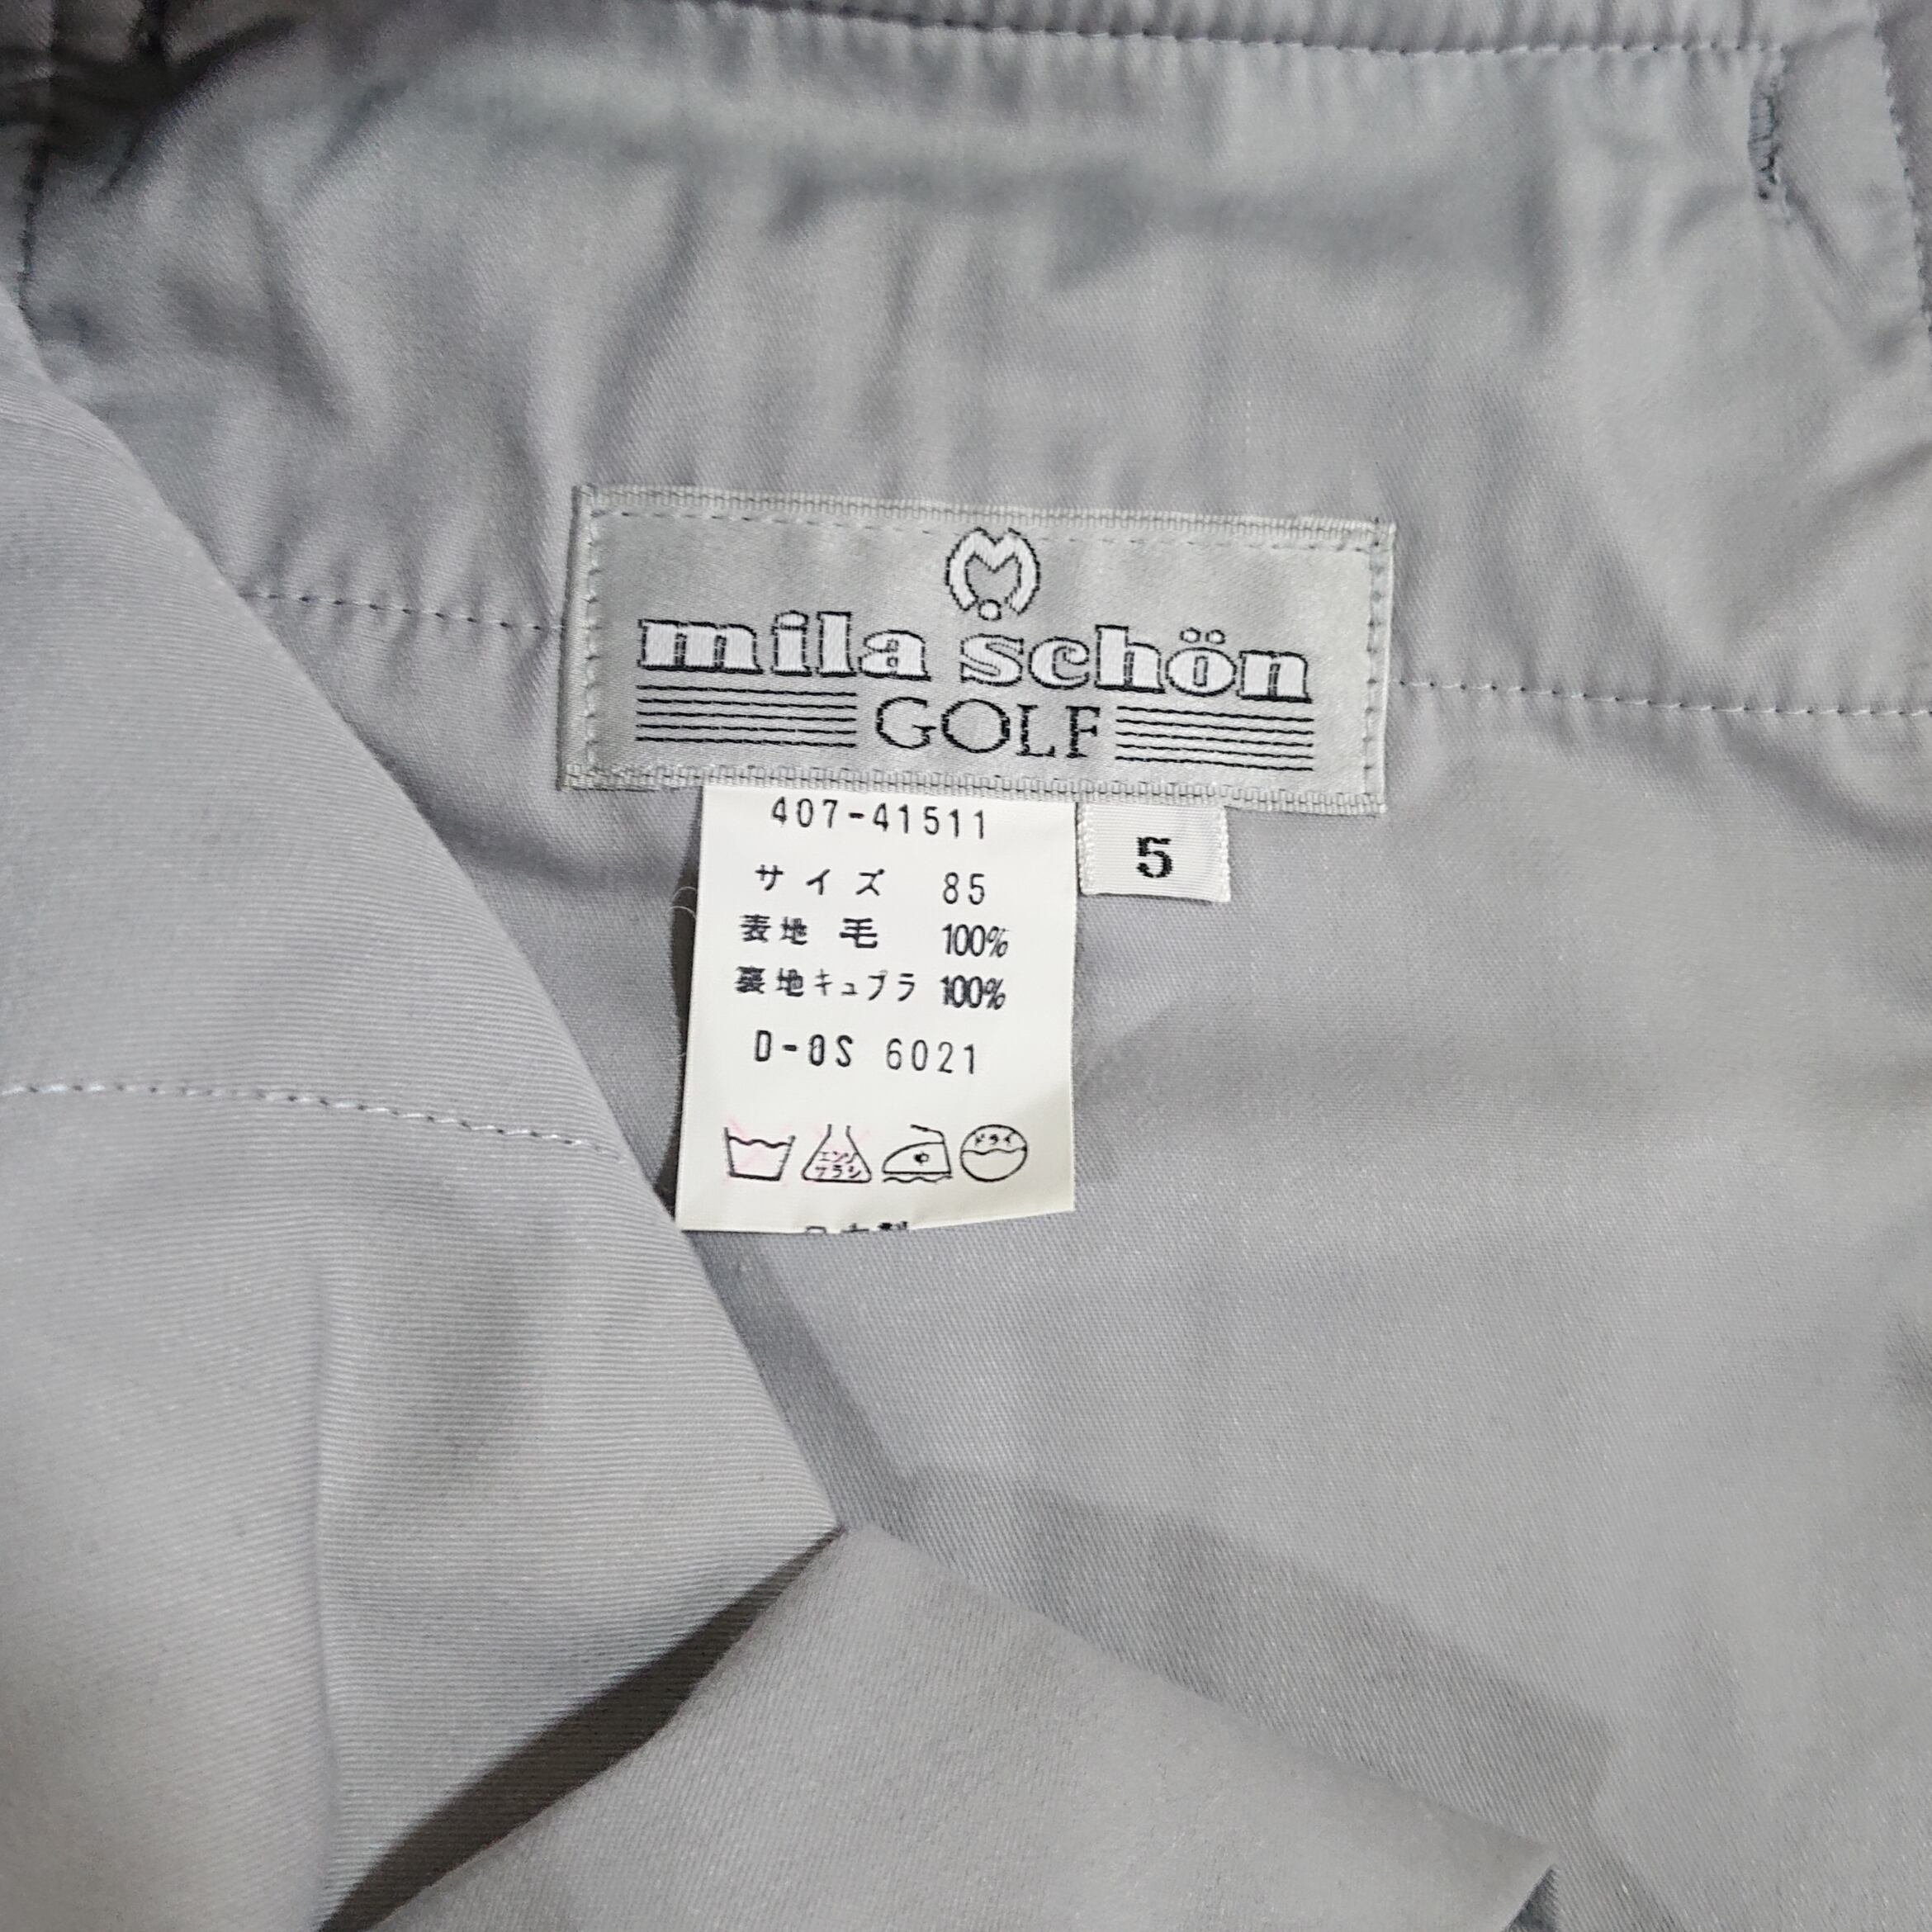 mila schön
GOLF
407-41511
5
サイズ 85
表地 毛 100%
裏地キュプラ 100%
D-0S 6021
エンソ
サラシ
ドライ